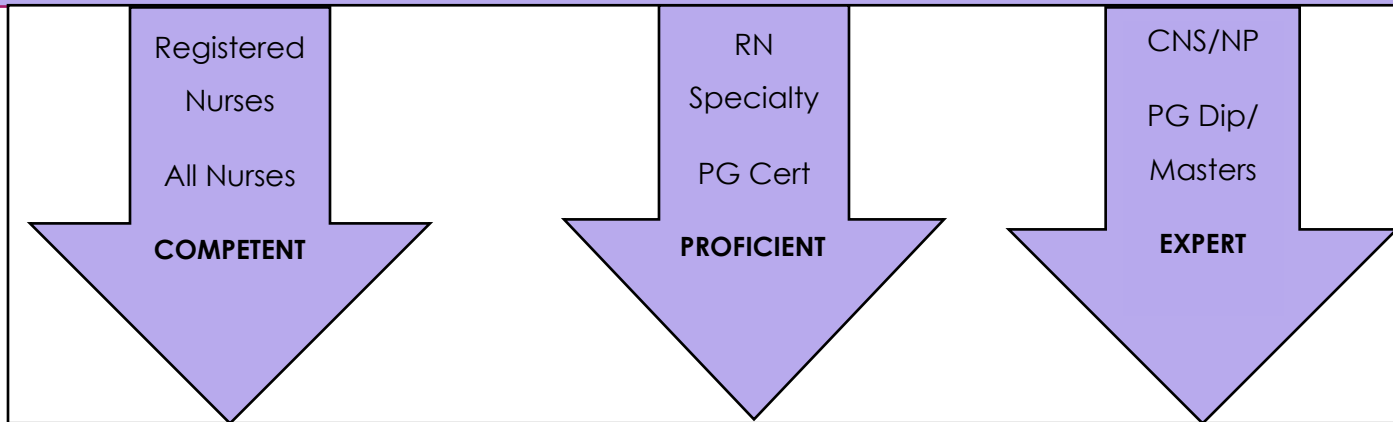 Registered
Nurses
All Nurses
COMPETENT
RN
Specialty
PG Cert
PROFICIENT
CNS/NP
PG Dip/
Masters
EXPERT